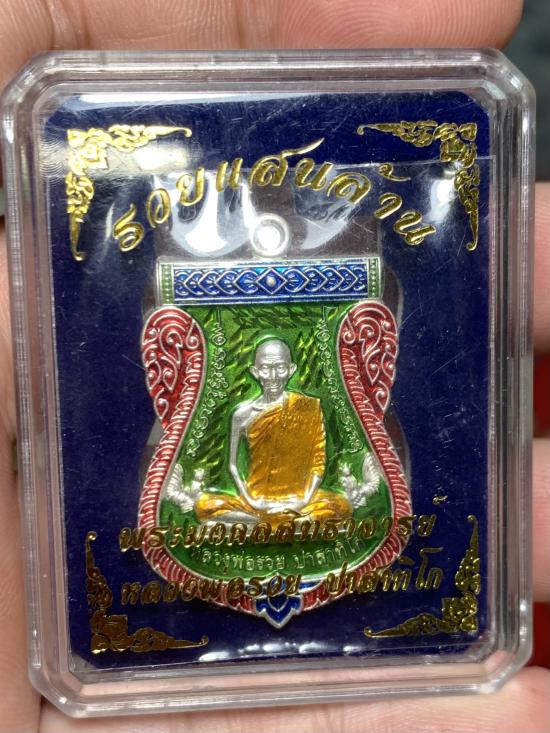 รวยแสนล้าน
พระมงคลสิทธาจารย์
หลวงพ่อรวย ปาสาทิโก
หลวงพ่อรวย ปาสาทิโก